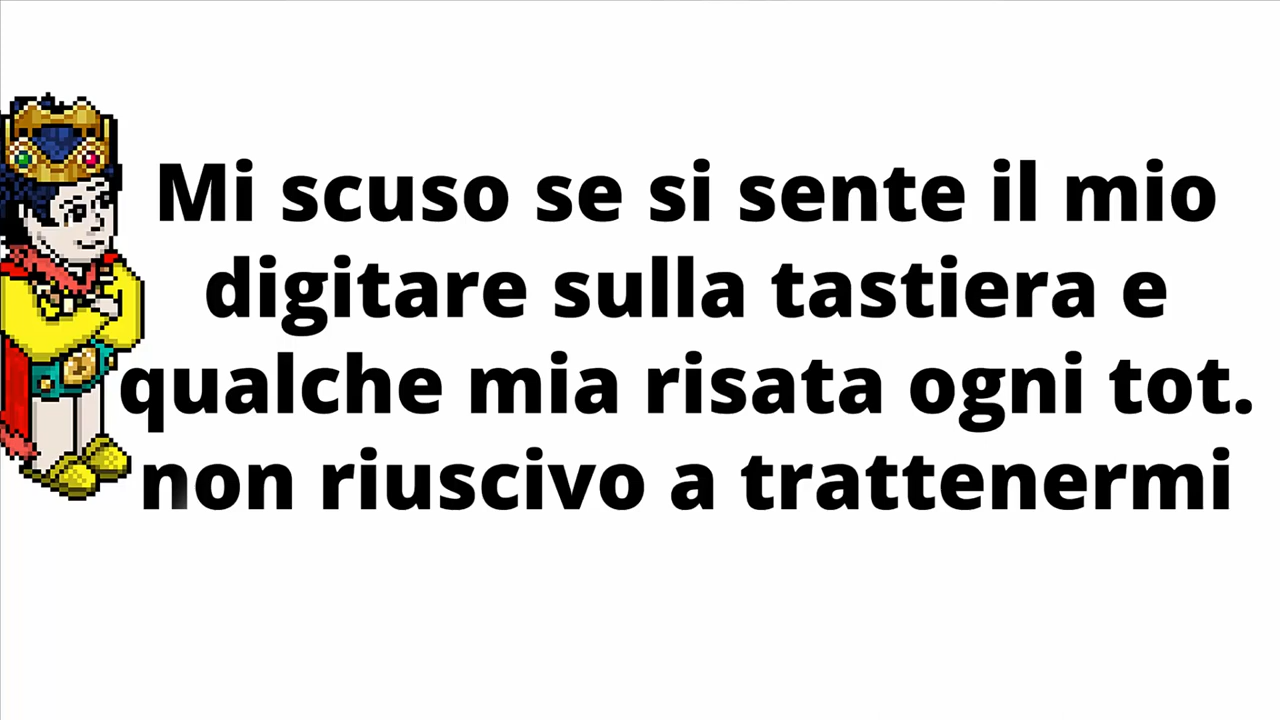 Mi scuso se si sente il mio
digitare sulla tastiera e
qualche mia risata ogni tot.
non riuscivo a trattenermi